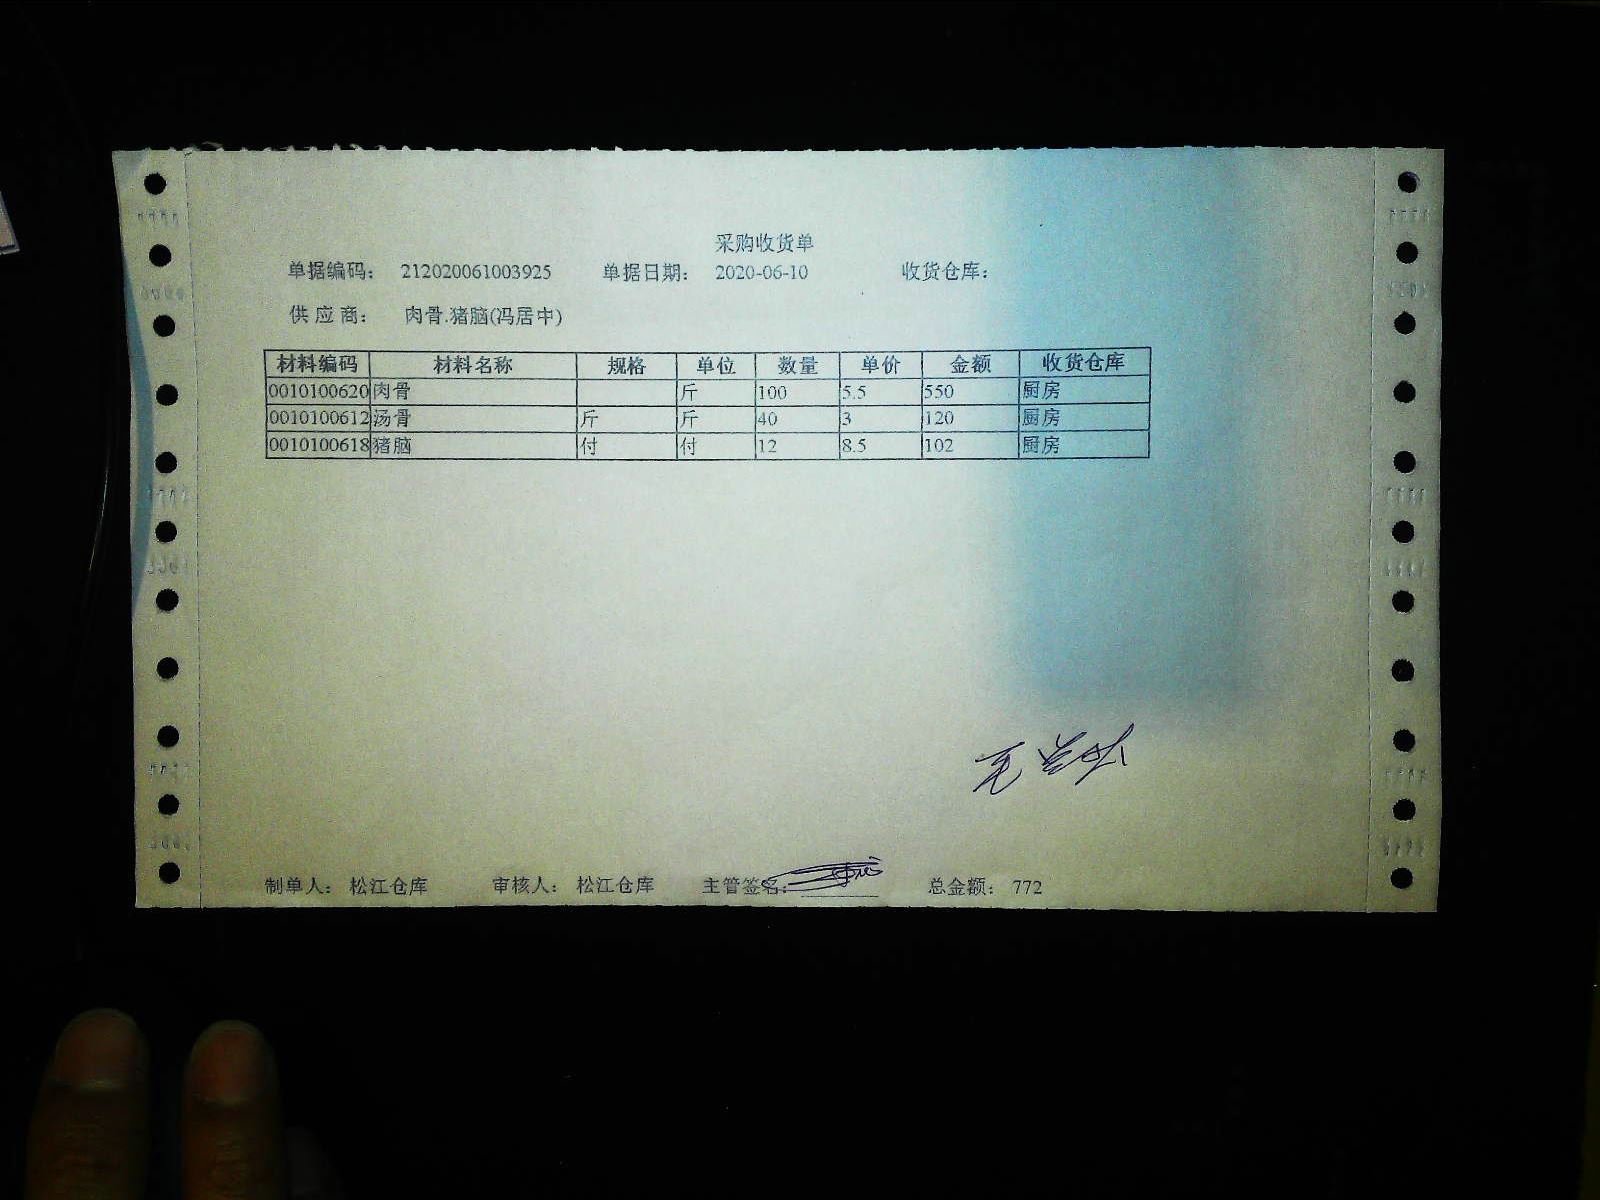 采购收货单
单据编码： 212020061003925 单据日期： 2020-06-10 收货仓库：
供 应 商： 肉骨.猪脑(冯居中)
材料编码 材料名称 规格 单位 数量 单价 金额 收货仓库
0010100620 肉骨 斤 100 5.5 550 厨房
0010100612 汤骨 斤 斤 40 3 120 厨房
0010100618 猪脑 付 付 12 8.5 102 厨房
制单人： 松江仓库 审核人： 松江仓库 主管签名： 总金额： 772